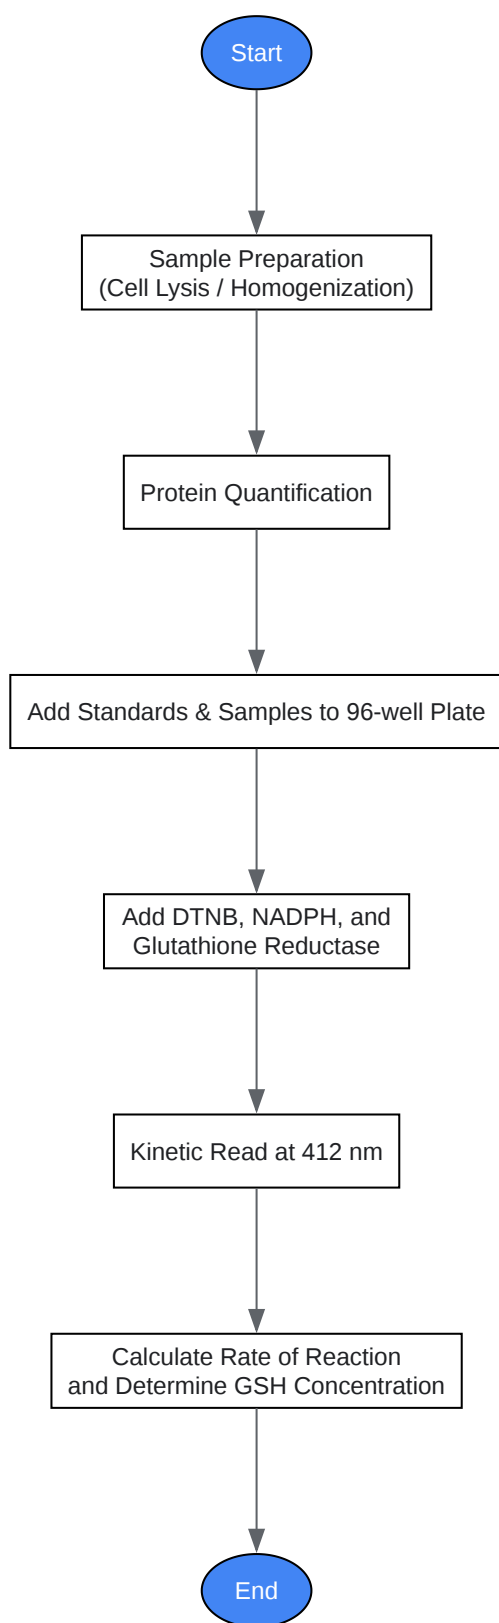 Start
Sample Preparation
(Cell Lysis / Homogenization)
Protein Quantification
Add Standards & Samples to 96-well Plate
Add DTNB, NADPH, and
Glutathione Reductase
Kinetic Read at 412 nm
Calculate Rate of Reaction
and Determine GSH Concentration
End